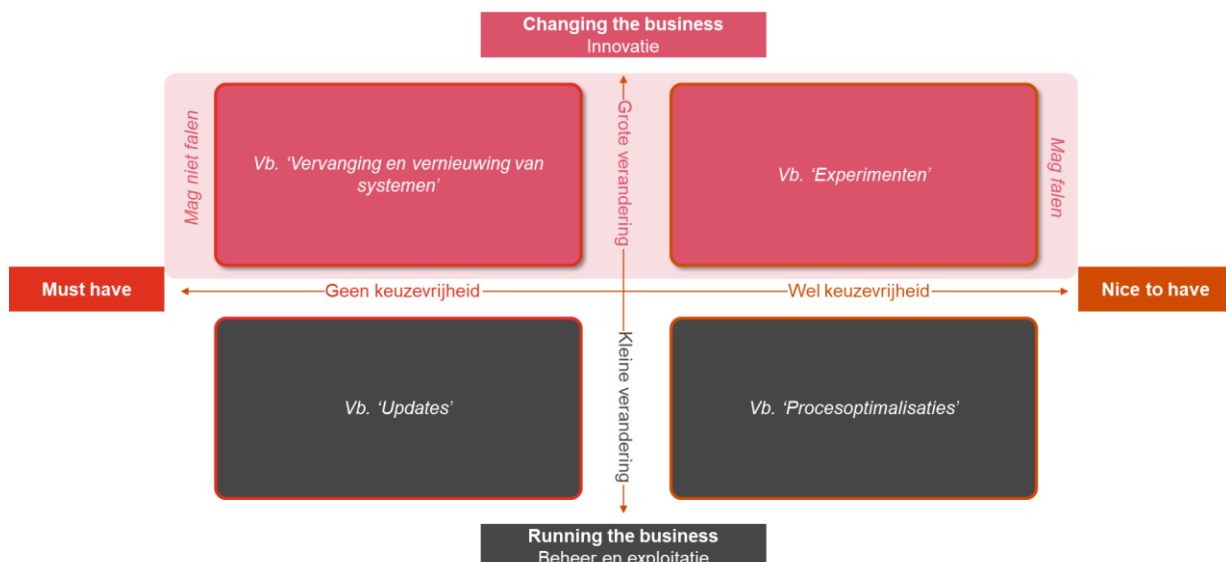 Changing the business
Innovatie
Mag niet falen
Vb. ‘Vervanging en vernieuwing van
systemen’
Grote verandering
Vb. ‘Experimenten’
Mag falen
Must have
Geen keuzevrijheid
Wel keuzevrijheid
Nice to have
Vb. ‘Updates’
Kleine verandering
Vb. ‘Procesoptimalisaties’
Running the business
Beheer en exploitatie